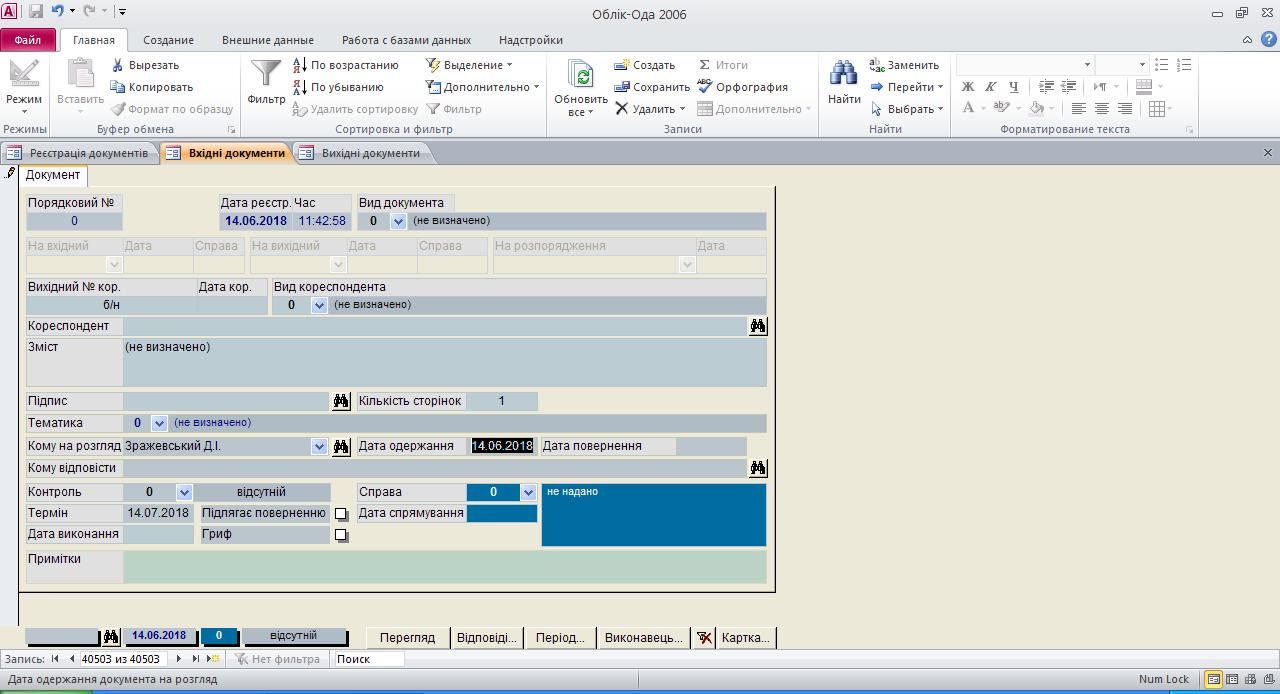 Облік-Ода 2006
Файл Главная Создание Внешние данные Работа с базами данных Надстройки
Режим
Режимы
Вставить
Вырезать
Копировать
Формат по образцу
Буфер обмена
Фильтр
По возрастанию
По убыванию
Удалить сортировку
Выделение
Дополнительно
Фильтр
Сортировка и фильтр
Обновить
все
Создать
Сохранить
Удалить
Итоги
Орфография
Дополнительно
Записи
Найти
Заменить
Перейти
Выбрать
Найти
Ж К Ч
А
Форматирование текста
Реєстрація документів Вхідні документи Вихідні документи
Документ
Порядковий № Дата реєстр. Час Вид документа
0 14.06.2018 11:42:58 0 (не визначено)
На вхідний Дата Справа На вихідний Дата Справа На розпорядження Дата
Вихідний № кор. Дата кор. Вид кореспондента
б/н 0 (не визначено)
Кореспондент
Зміст (не визначено)
Підпис Кількість сторінок 1
Тематика 0 (не визначено)
Кому на розгляд Зражевський Д.І. Дата одержання 14.06.2018 Дата повернення
Кому відповісти
Контроль 0 відсутній Справа 0 не надано
Термін 14.07.2018 Підлягає поверненню Дата спрямування
Дата виконання Гриф
Примітки
14.06.2018 0 відсутній Перегляд Відповіді... Період... Виконавець... Картка...
Запись: 40503 из 40503 Нет фильтра Поиск
Дата одержання документа на розгляд Num Lock